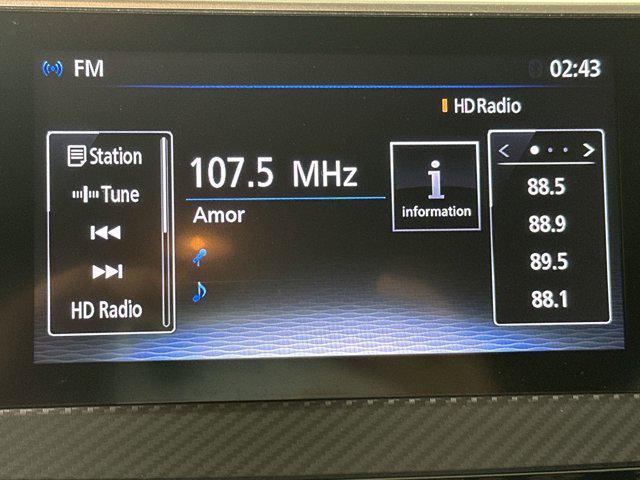 FM
02:43
HD Radio
Station
Tune
HD Radio
107.5 MHz
Amor
i
information
88.5
88.9
89.5
88.1